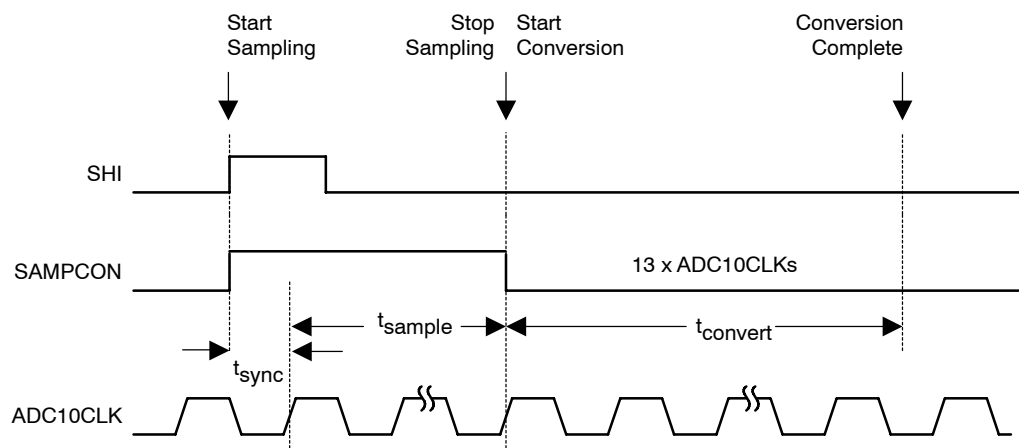 Start
Sampling
Stop
Sampling
Start
Conversion
Conversion
Complete
SHI
SAMPCON
13 x ADC10CLKs
tsample
tconvert
tsync
ADC10CLK